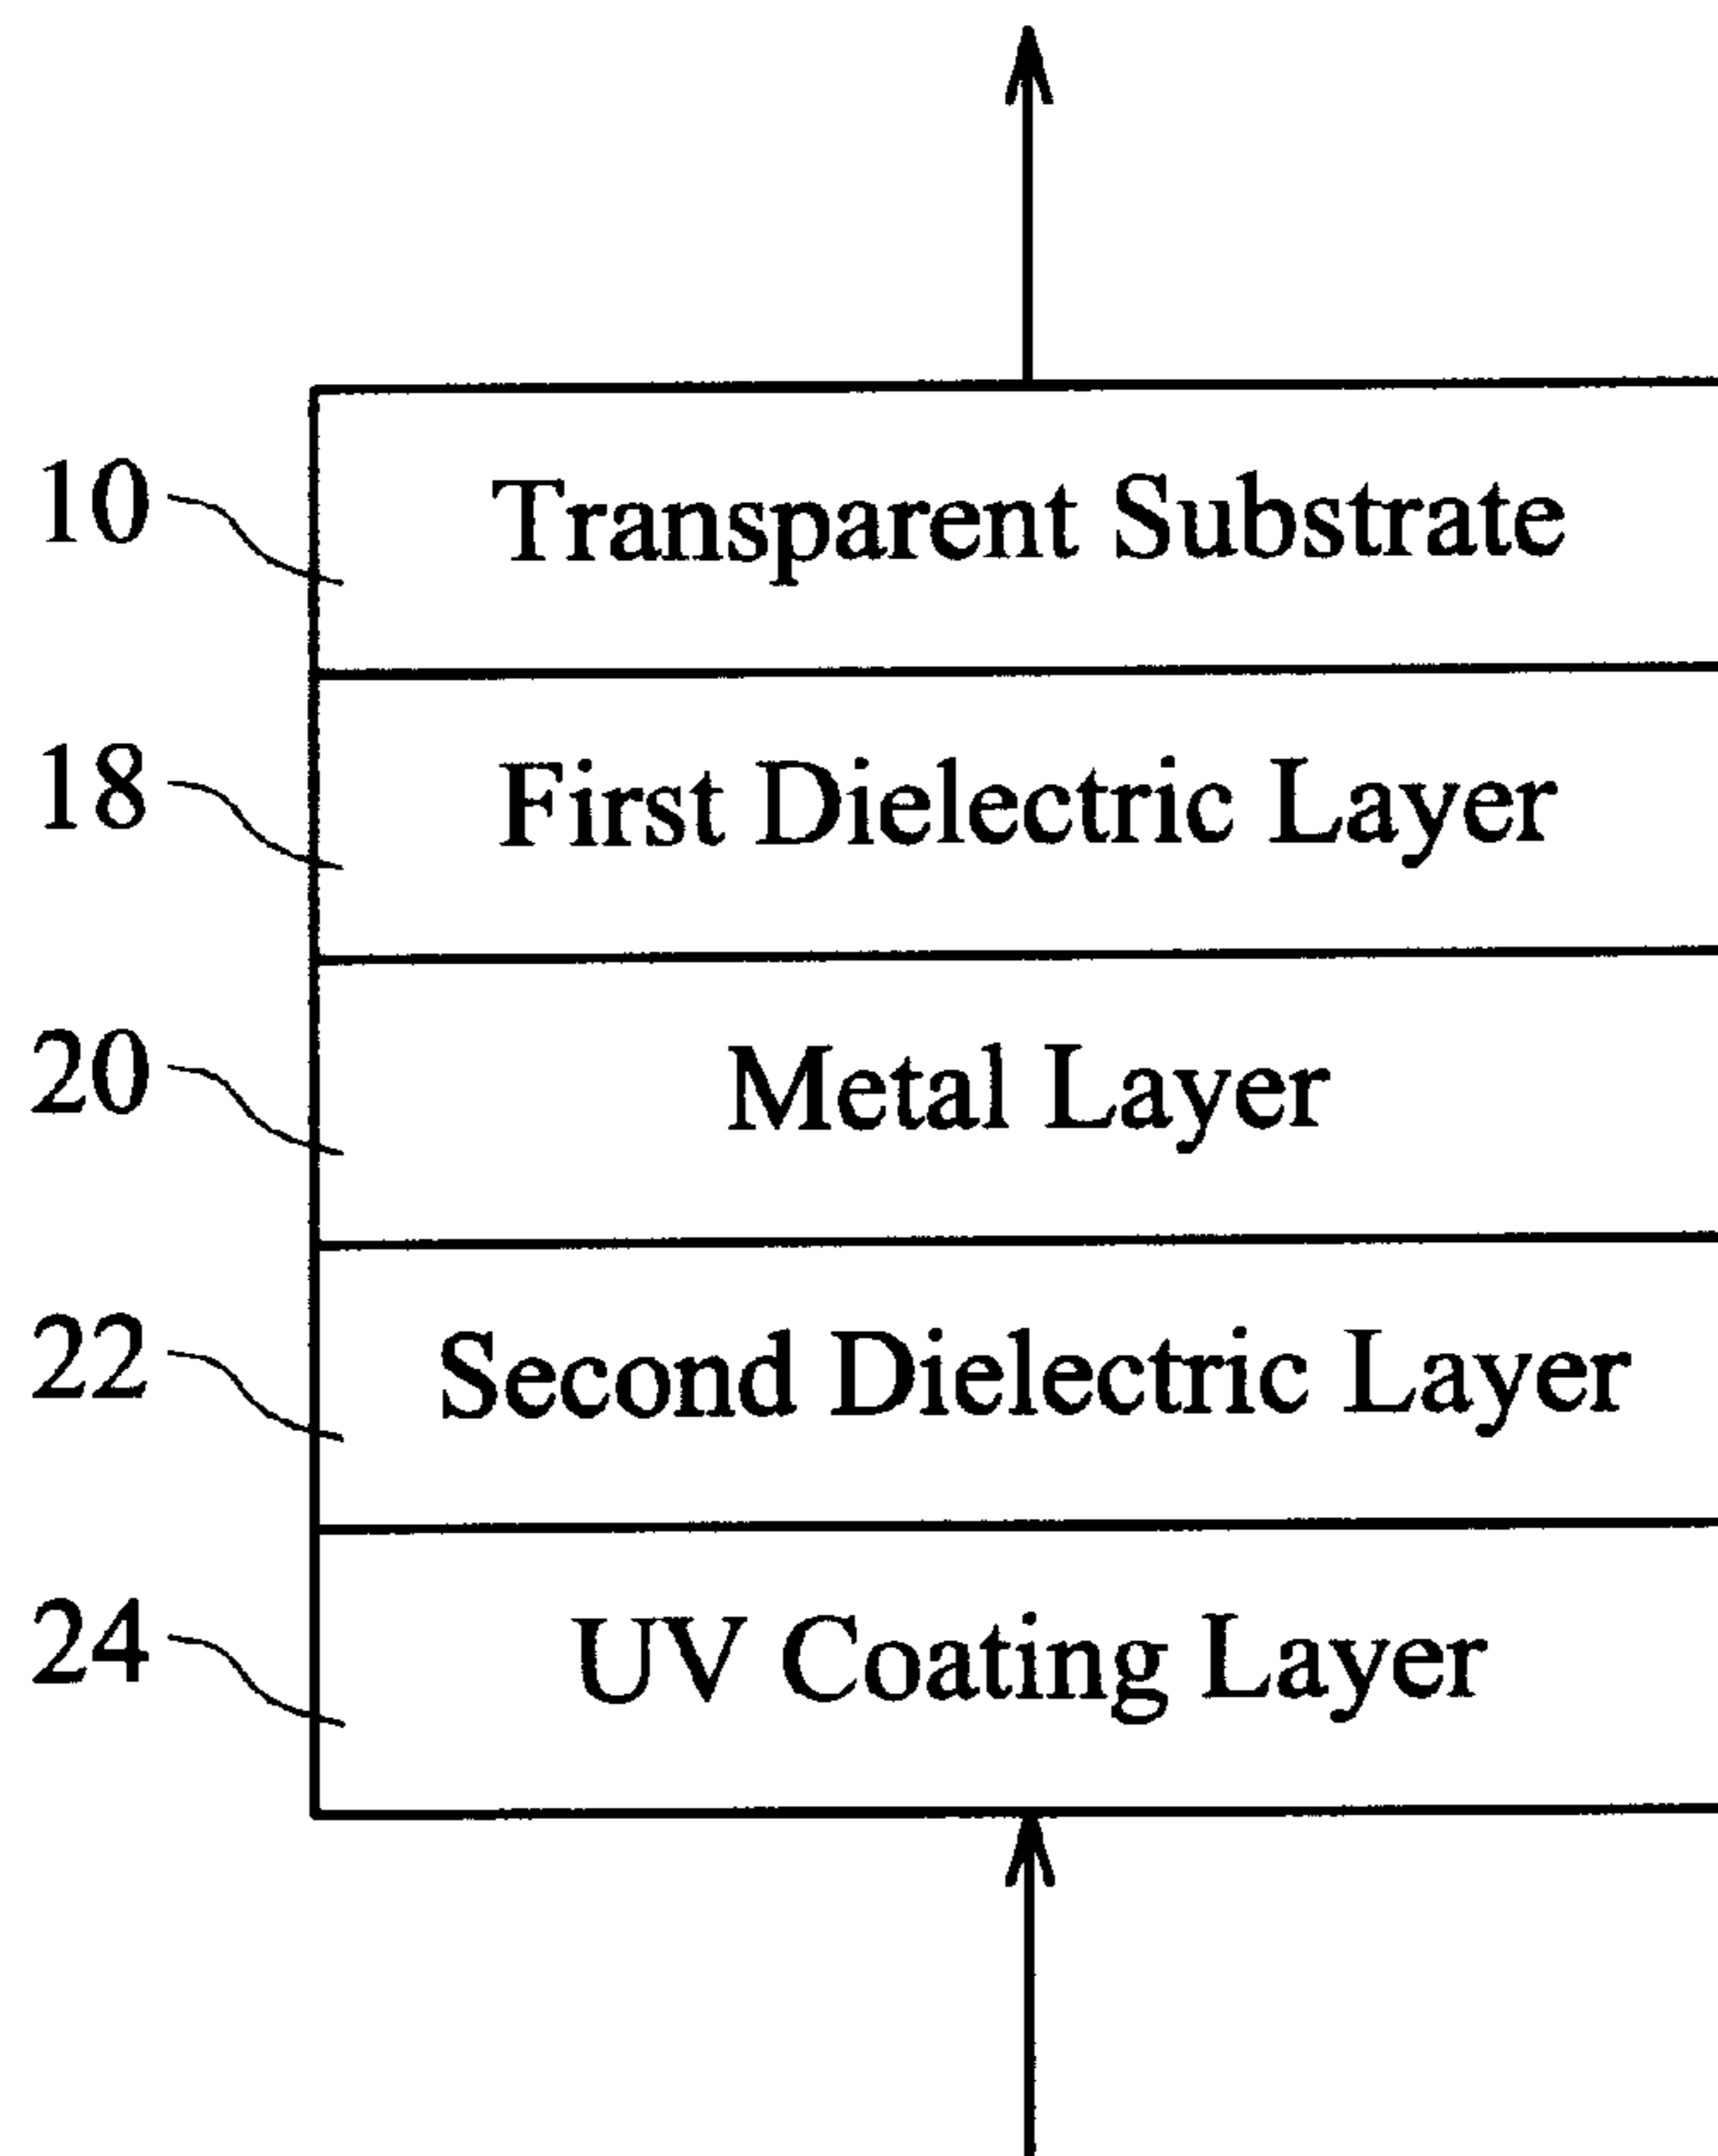 10 Transparent Substrate
18 First Dielectric Layer
20 Metal Layer
22 Second Dielectric Layer
24 UV Coating Layer